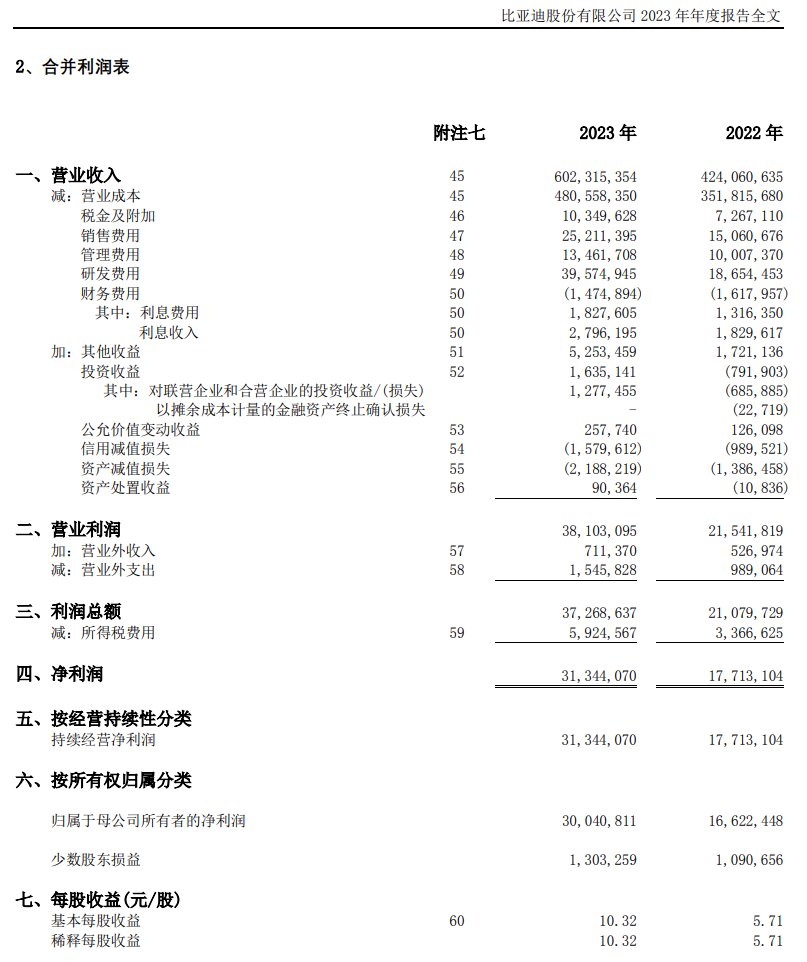 比亚迪股份有限公司 2023 年年度报告全文
2、合并利润表
附注七 2023 年 2022 年
一、营业收入 45 602,315,354 424,060,635
减：营业成本 45 480,558,350 351,815,680
税金及附加 46 10,349,628 7,267,110
销售费用 47 25,211,395 15,060,676
管理费用 48 13,461,708 10,007,370
研发费用 49 39,574,945 18,654,453
财务费用 50 (1,474,894) (1,617,957)
其中：利息费用 50 1,827,605 1,316,350
利息收入 50 2,796,195 1,829,617
加：其他收益 51 5,253,459 1,721,136
投资收益 52 1,635,141 (791,903)
其中：对联营企业和合营企业的投资收益/(损失) 1,277,455 (685,885)
以摊余成本计量的金融资产终止确认损失 – (22,719)
公允价值变动收益 53 257,740 126,098
信用减值损失 54 (1,579,612) (989,521)
资产减值损失 55 (2,188,219) (1,386,458)
资产处置收益 56 90,364 (10,836)
二、营业利润 38,103,095 21,541,819
加：营业外收入 57 711,370 526,974
减：营业外支出 58 1,545,828 989,064
三、利润总额 37,268,637 21,079,729
减：所得税费用 59 5,924,567 3,366,625
四、净利润 31,344,070 17,713,104
五、按经营持续性分类
持续经营净利润 31,344,070 17,713,104
六、按所有权归属分类
归属于母公司所有者的净利润 30,040,811 16,622,448
少数股东损益 1,303,259 1,090,656
七、每股收益(元/股)
基本每股收益 60 10.32 5.71
稀释每股收益 10.32 5.71